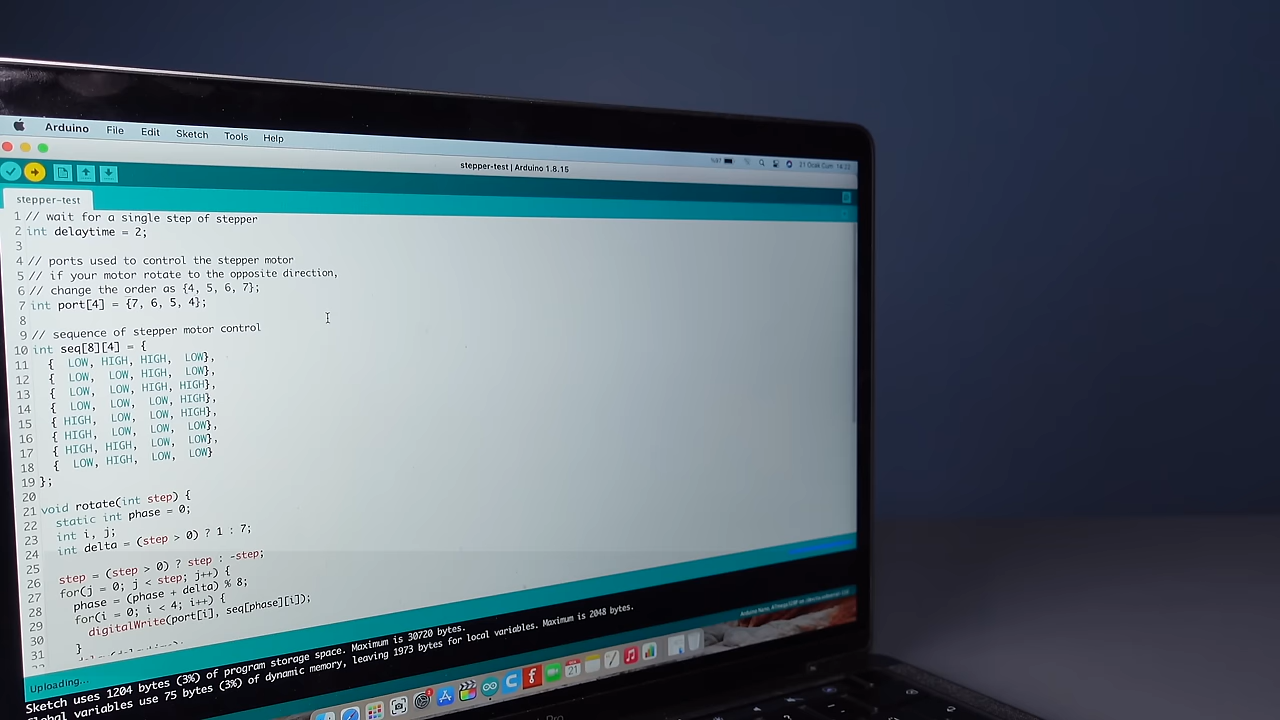 Arduino File Edit Sketch Tools Help
stepper-test | Arduino 1.8.15
stepper-test
1 // wait for a single step of stepper
2 int delaytime = 2;
3
4 // ports used to control the stepper motor
5 // if your motor rotate to the opposite direction,
6 // change the order as {4, 5, 6, 7};
7 int port[4] = {7, 6, 5, 4};
8
9 // sequence of stepper motor control
10 int seq[8][4] = {
11 { LOW, HIGH, HIGH, LOW},
12 { LOW, LOW, HIGH, LOW},
13 { LOW, LOW, HIGH, HIGH},
14 { LOW, LOW, LOW, HIGH},
15 { HIGH, LOW, LOW, HIGH},
16 { HIGH, LOW, LOW, LOW},
17 { HIGH, HIGH, LOW, LOW},
18 { LOW, HIGH, LOW, LOW}
19 };
20
21 void rotate(int step) {
22 static int phase = 0;
23 int i, j;
24 int delta = (step > 0) ? 1 : 7;
25
26 step = (step > 0) ? step : -step;
27 for(j = 0; j < step; j++) {
28 phase = (phase + delta) % 8;
29 for(i = 0; i < 4; i++) {
30 digitalWrite(port[i], seq[phase][i]);
31 }
Uploading...
Sketch uses 1204 bytes (3%) of program storage space. Maximum is 30720 bytes.
Global variables use 75 bytes (3%) of dynamic memory, leaving 1973 bytes for local variables. Maximum is 2048 bytes.
21